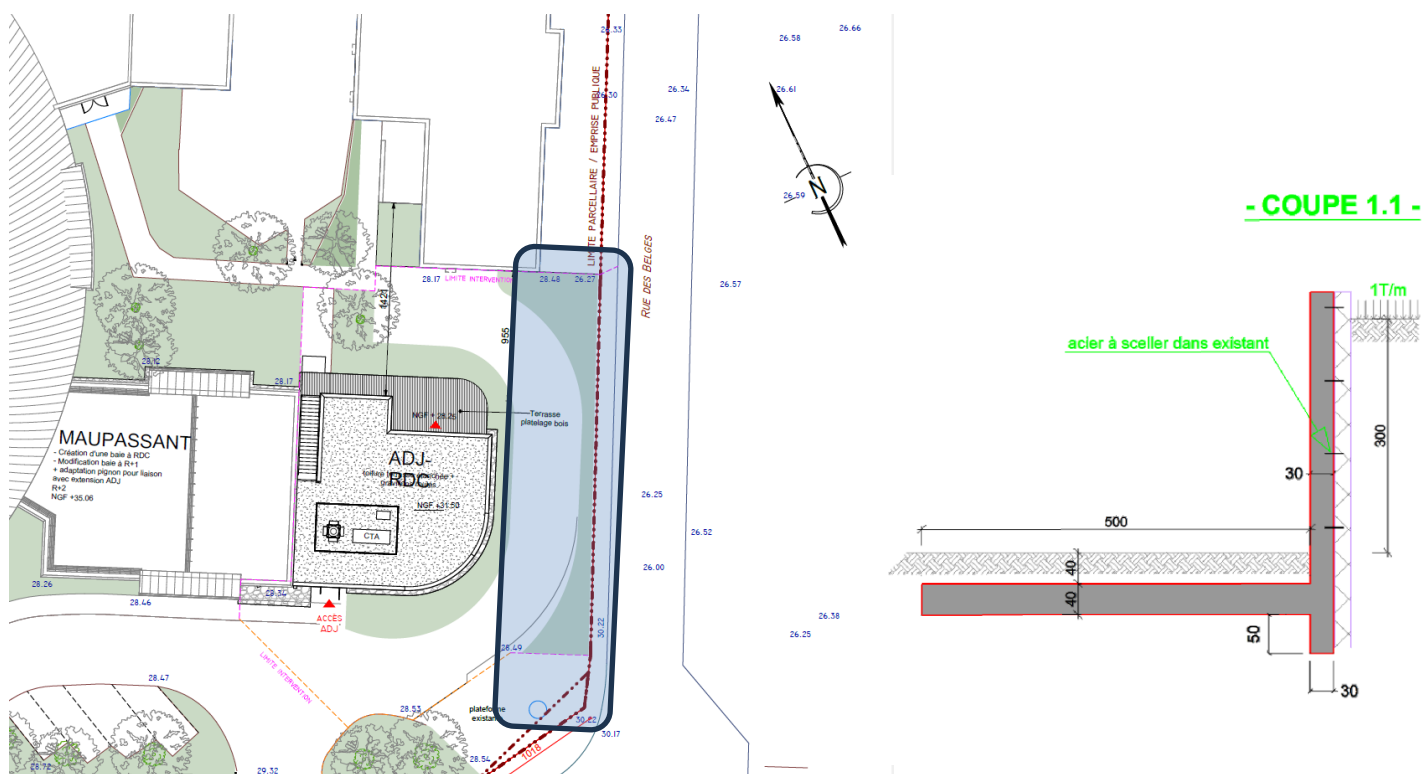 26.33
26.58
26.66
26.34
26.61
26.30
26.47
LIMITE PARCELLAIRE / EMPRISE PUBLIQUE
26.59
N
RUE DES BELGES
28.17
LIMITE INTERVENTION
28.48
26.27
26.57
1421
955
29.12
28.17
NGF + 28.25
Terrasse
platelage bois
MAUPASSANT
- Création d'une baie à RDC
- Modification baie à R+1
+ adaptation pignon pour liaison
avec extension ADJ
R+2
NGF +35.06
ADJ-
RDC
NGF +31.50
CTA
26.25
26.52
26.00
28.26
28.46
28.34
ACCÈS
ADJ
26.38
26.25
30.22
28.49
LIMITE INTERVENTION
28.47
28.53
plateforme
30.22
30.17
1018
28.54
28.72
29.32
- COUPE 1.1 -
1T/m
acier à sceller dans existant
300
30
500
40
40
50
30